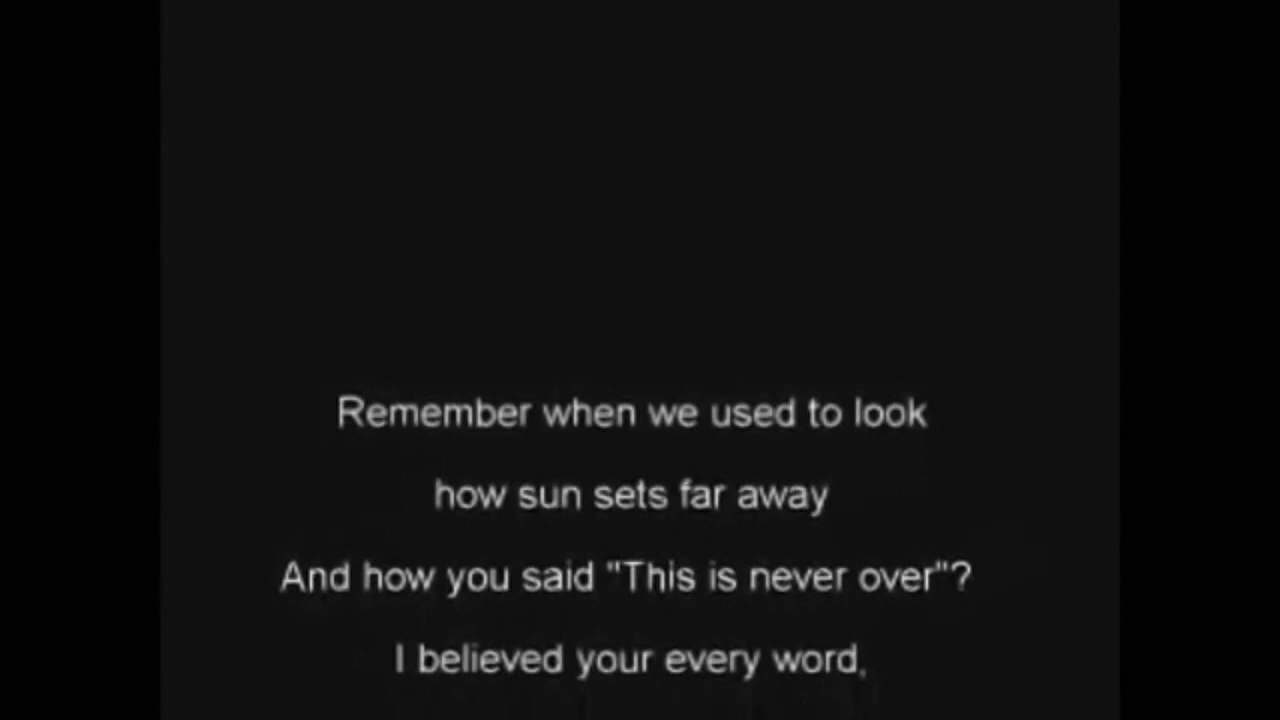 Remember when we used to look
how sun sets far away
And how you said "This is never over"?
I believed your every word,